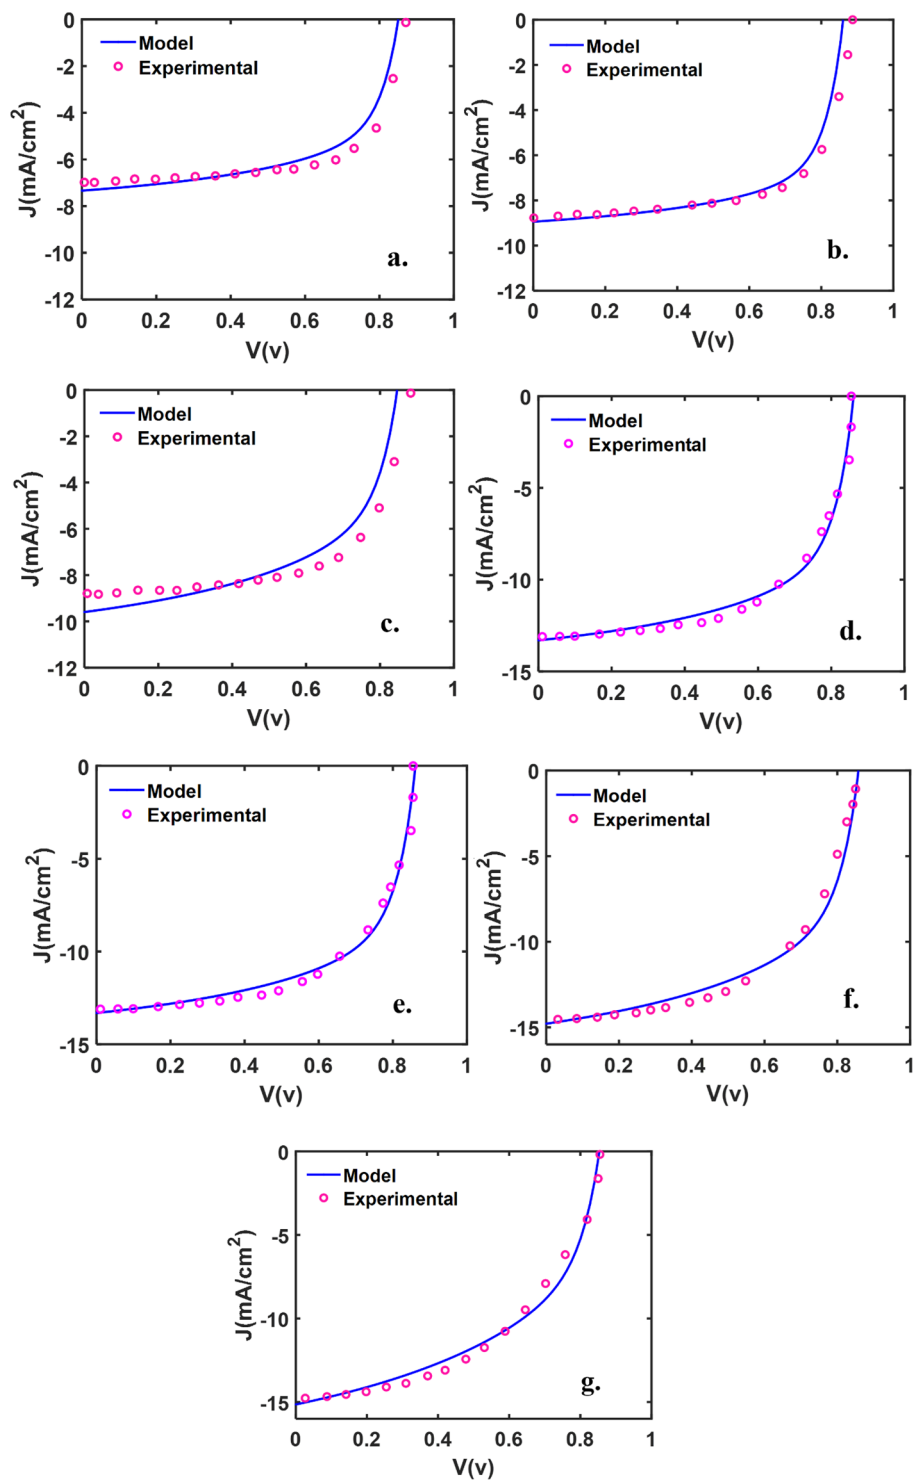 0
-2
-4
-6
-8
-10
-12
J(mA/cm²)
Model
Experimental
a.
0 0.2 0.4 0.6 0.8 1
V(v)
0
-2
-4
-6
-8
-10
-12
J(mA/cm²)
Model
Experimental
b.
0 0.2 0.4 0.6 0.8 1
V(v)
0
-2
-4
-6
-8
-10
-12
J(mA/cm²)
Model
Experimental
c.
0 0.2 0.4 0.6 0.8 1
V(v)
0
-5
-10
-15
J(mA/cm²)
Model
Experimental
d.
0 0.2 0.4 0.6 0.8 1
V(v)
0
-5
-10
-15
J(mA/cm²)
Model
Experimental
e.
0 0.2 0.4 0.6 0.8 1
V(v)
0
-5
-10
-15
J(mA/cm²)
Model
Experimental
f.
0 0.2 0.4 0.6 0.8 1
V(v)
0
-5
-10
-15
J(mA/cm²)
Model
Experimental
g.
0 0.2 0.4 0.6 0.8 1
V(v)